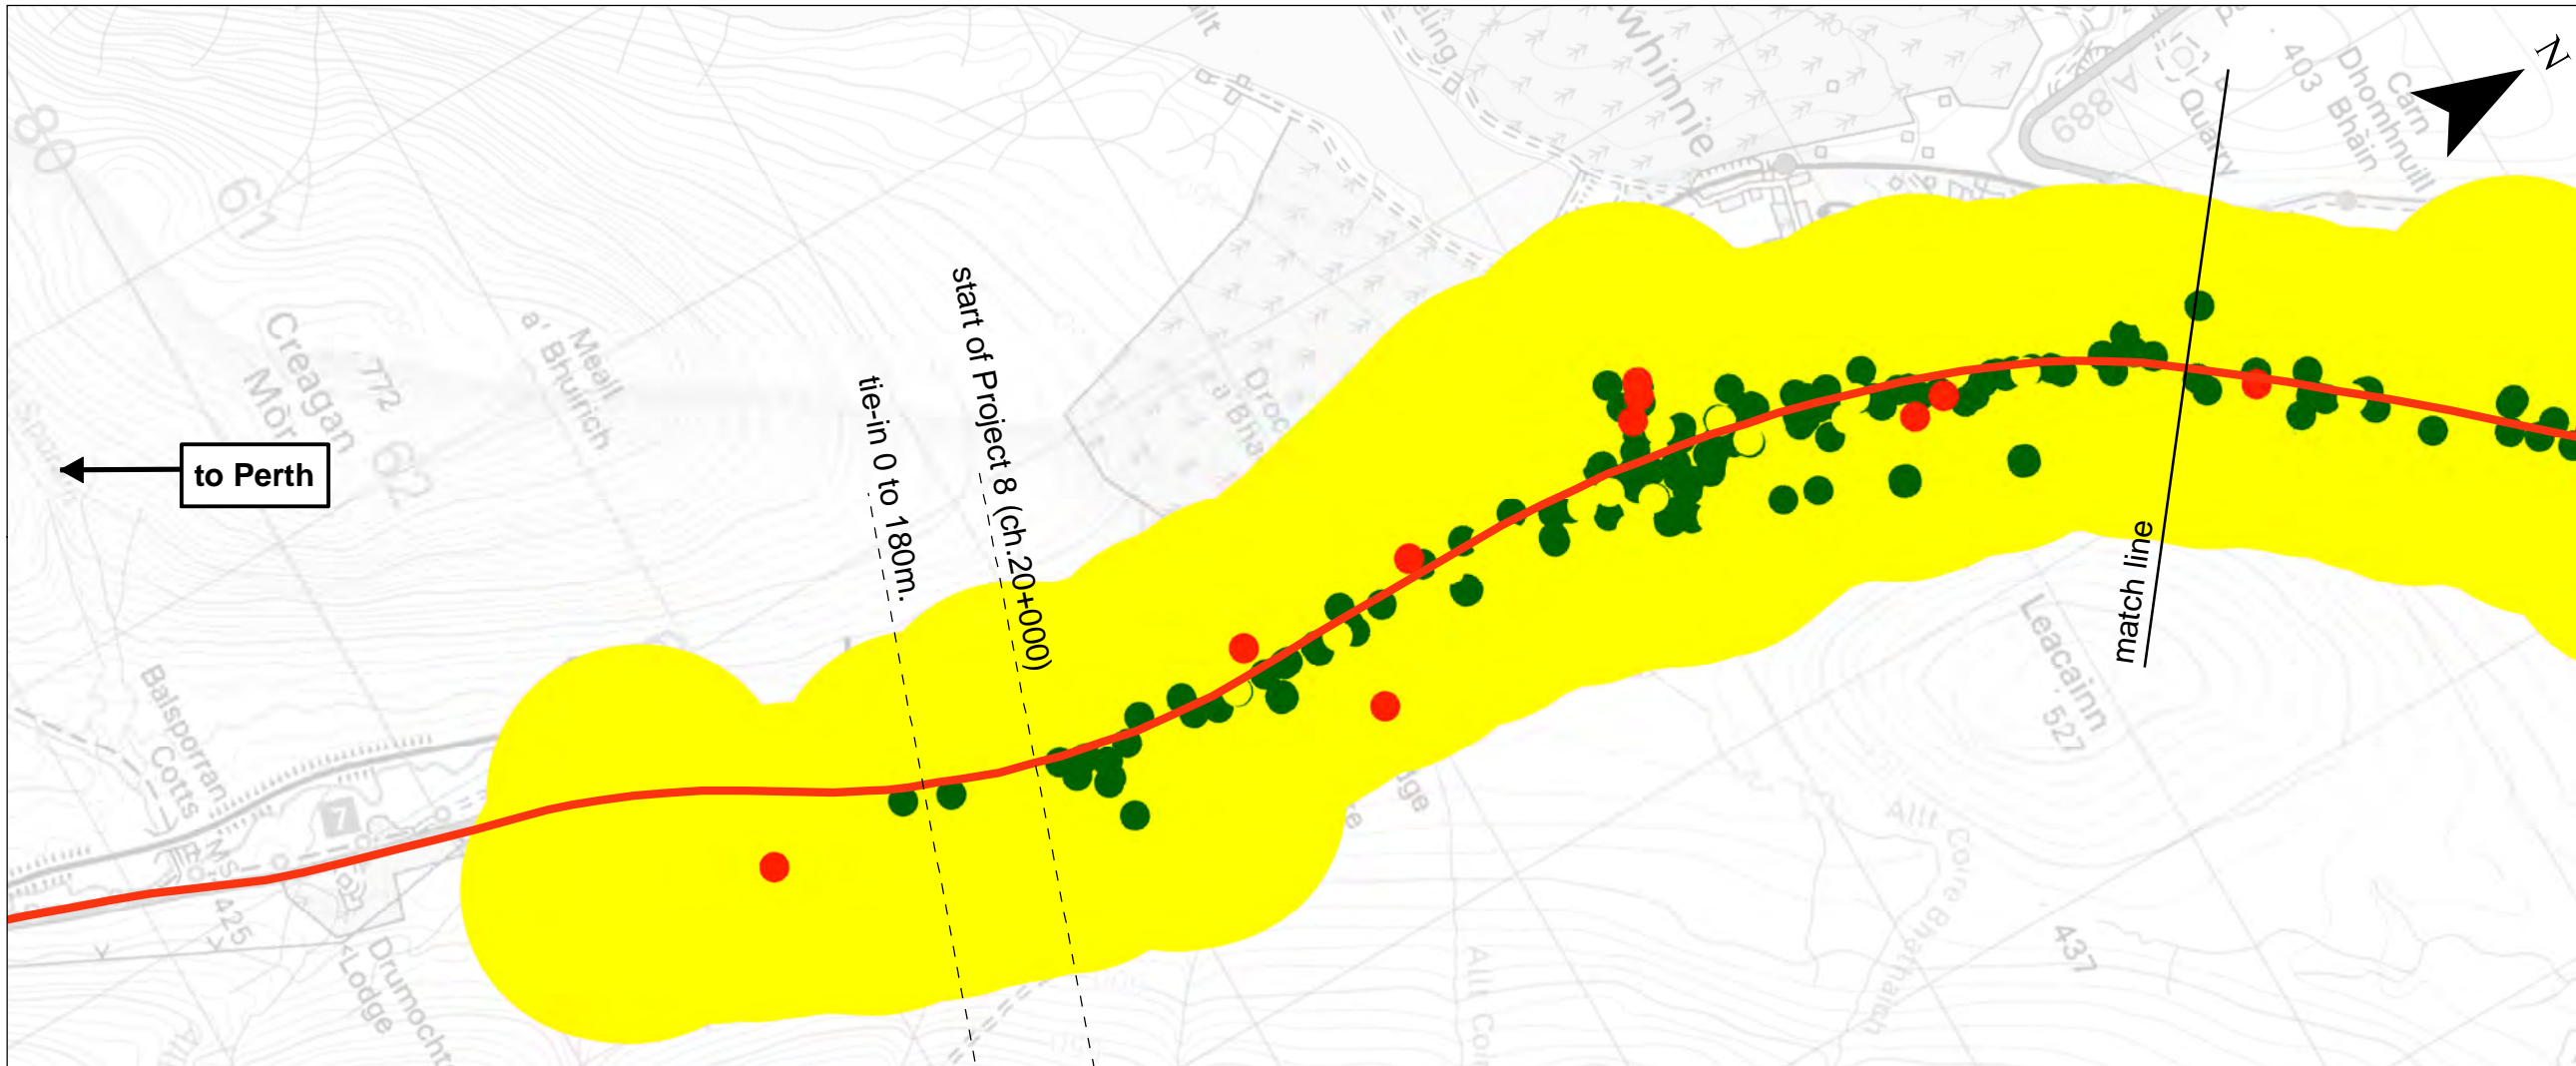 N
80
61
Creagan
Mòr
772
62
Meall
a' Bhuirich
to Perth
tie-in 0 to 180m.
start of Project 8 (ch.20+000)
whinnie
A 889
Quarry
403
Carn
Dhomhnuill
Bhàin
match line
Leacainn
527
437
Allt Coire Bhathaich
Balsporran
Cotts
7
MS
425
Drumochter
Lodge